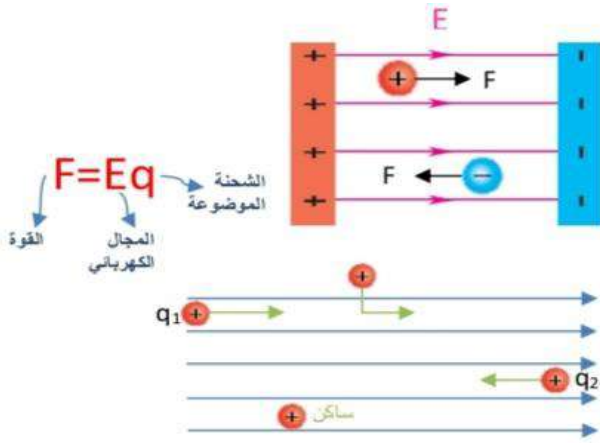 E
+ -
+ F
+ -
F=Eq
الشحنة
الموضوعة
+ -
F -
+ -
القوة
المجال
الكهربائي
+
q₁ +
+ q₂
+ ساكن